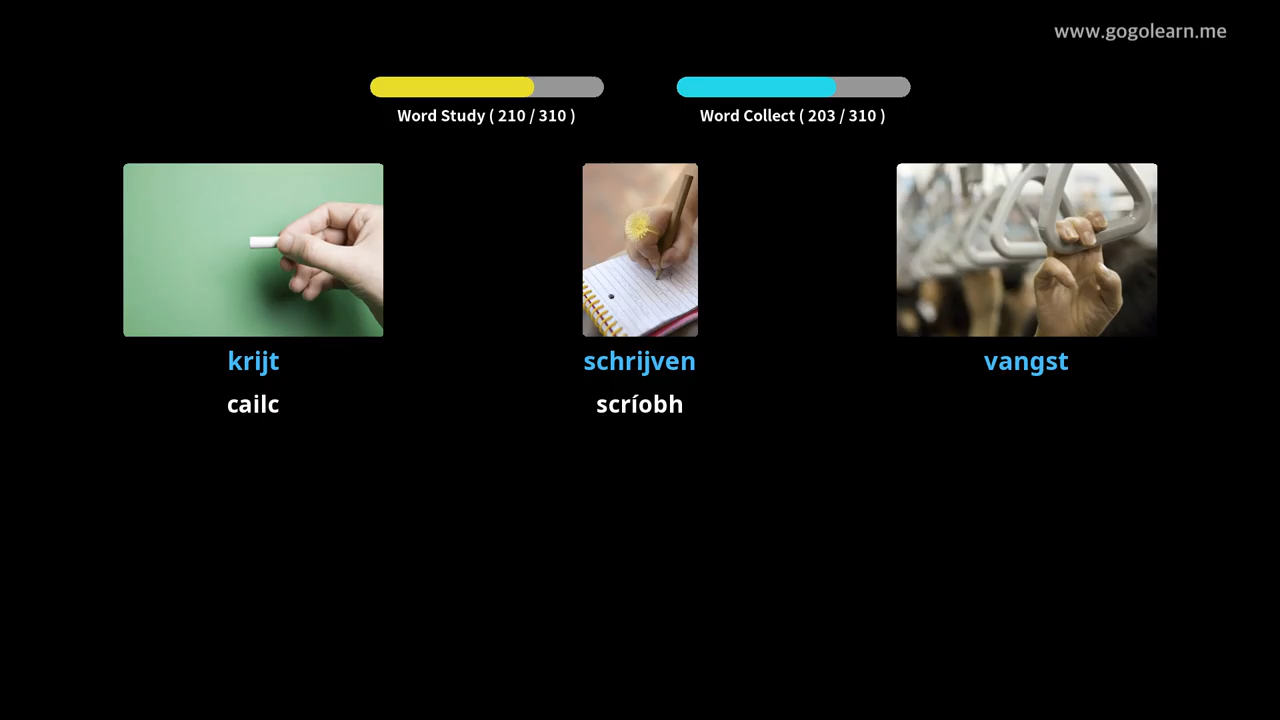 www.gogolearn.me
Word Study ( 210 / 310 )
Word Collect ( 203 / 310 )
krijt
schrijven
vangst
cailc
scríobh